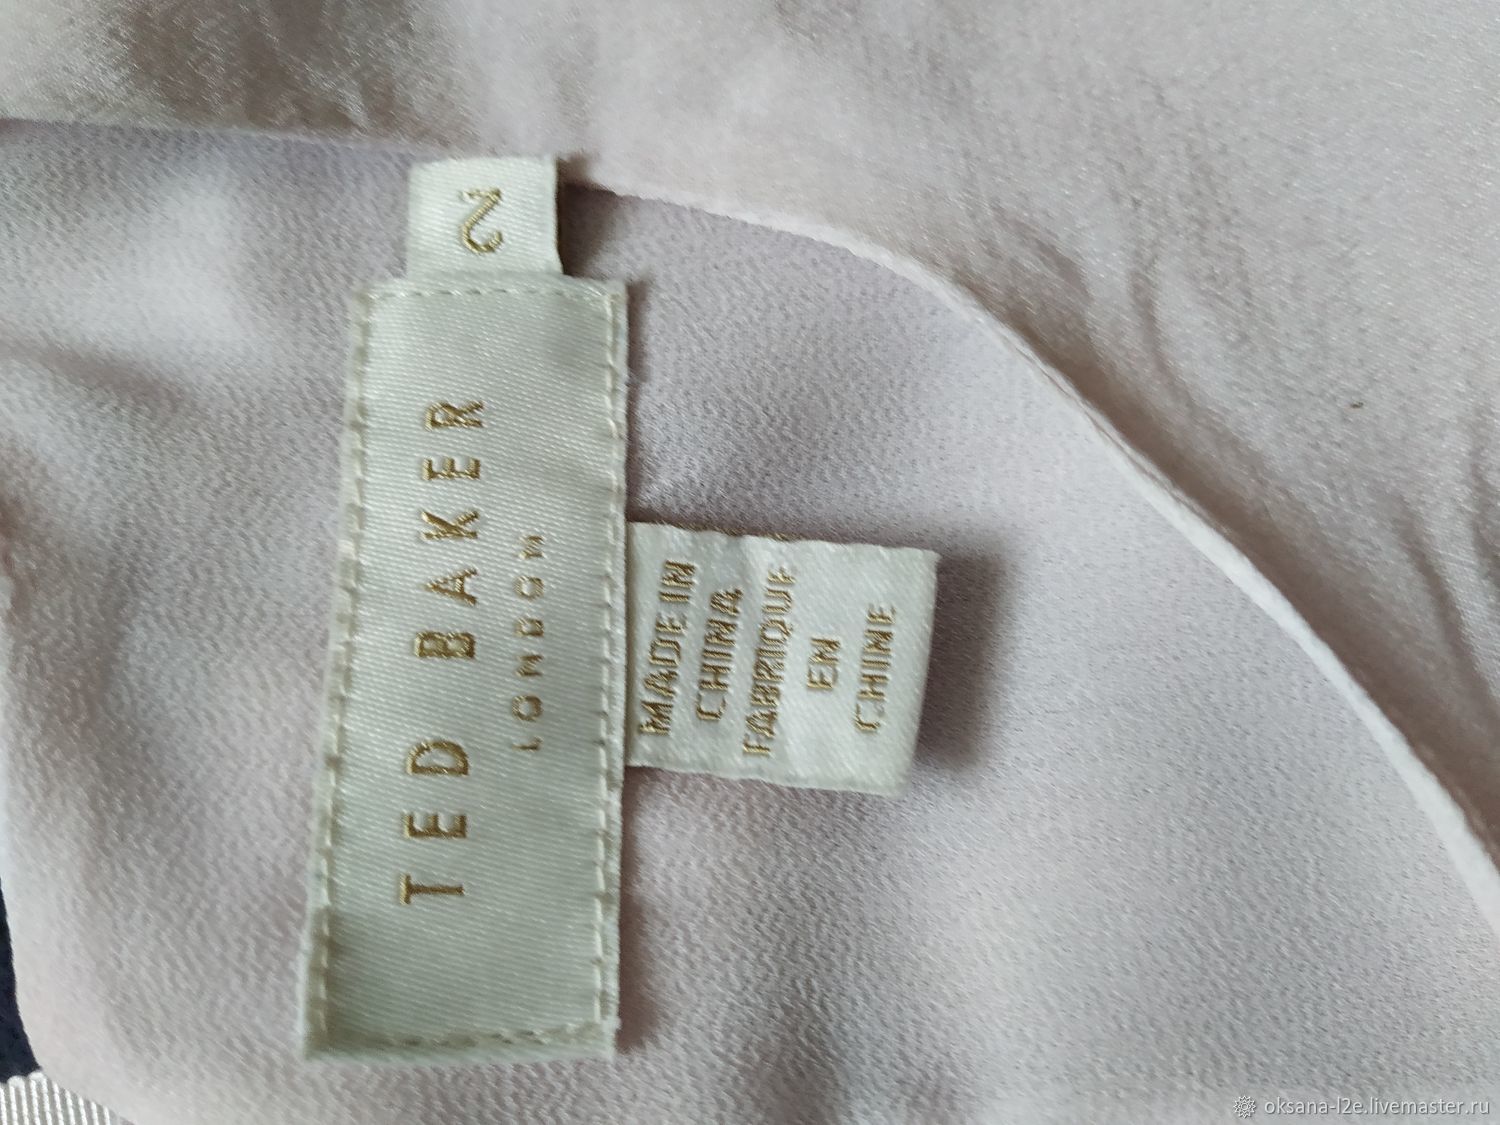 2
TED BAKER
LONDON
MADE IN
CHINA
FABRIQUE
EN
CHINE
oksana-l2e.livemaster.ru